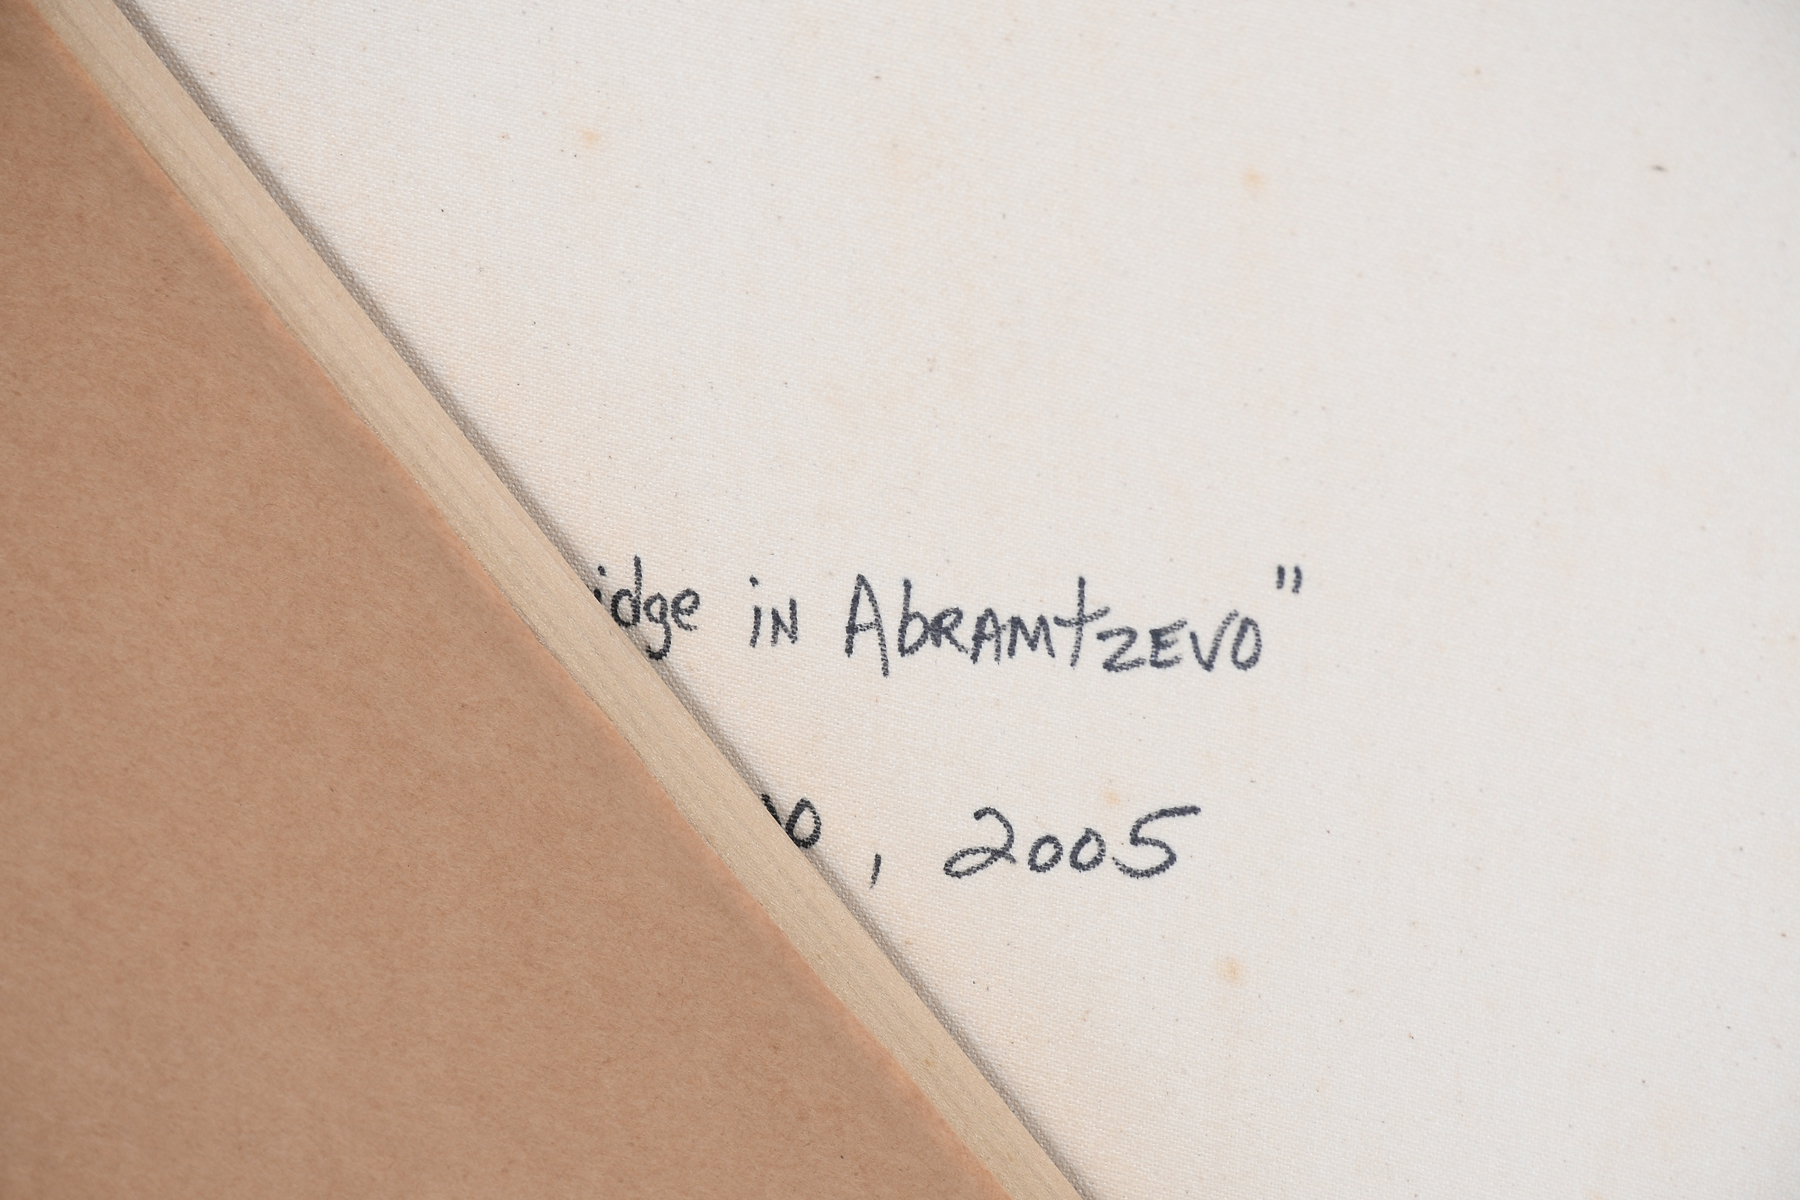 idge in Abramtzevo"
, 2005